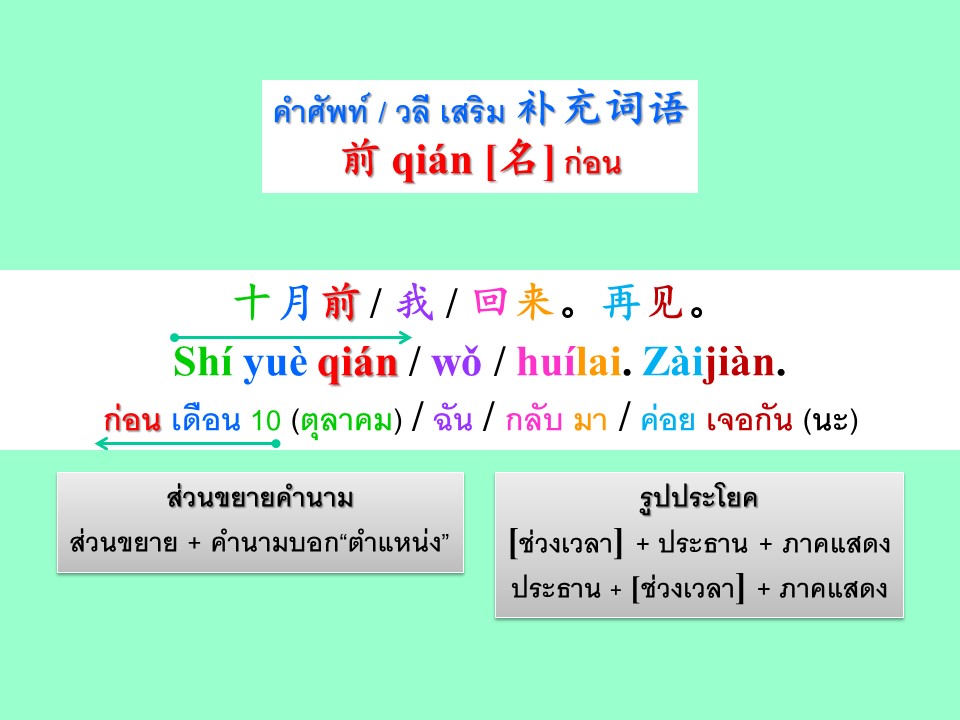 คำศัพท์ / วลี เสริม 补充词语
前 qián [名] ก่อน
十月前 / 我 / 回来。再见。
Shí yuè qián / wǒ / huílai. Zàijiàn.
ก่อน เดือน 10 (ตุลาคม) / ฉัน / กลับ มา / ค่อย เจอกัน (นะ)
ส่วนขยายคำนาม
ส่วนขยาย + คำนามบอก“ตำแหน่ง”
รูปประโยค
[ช่วงเวลา] + ประธาน + ภาคแสดง
ประธาน + [ช่วงเวลา] + ภาคแสดง